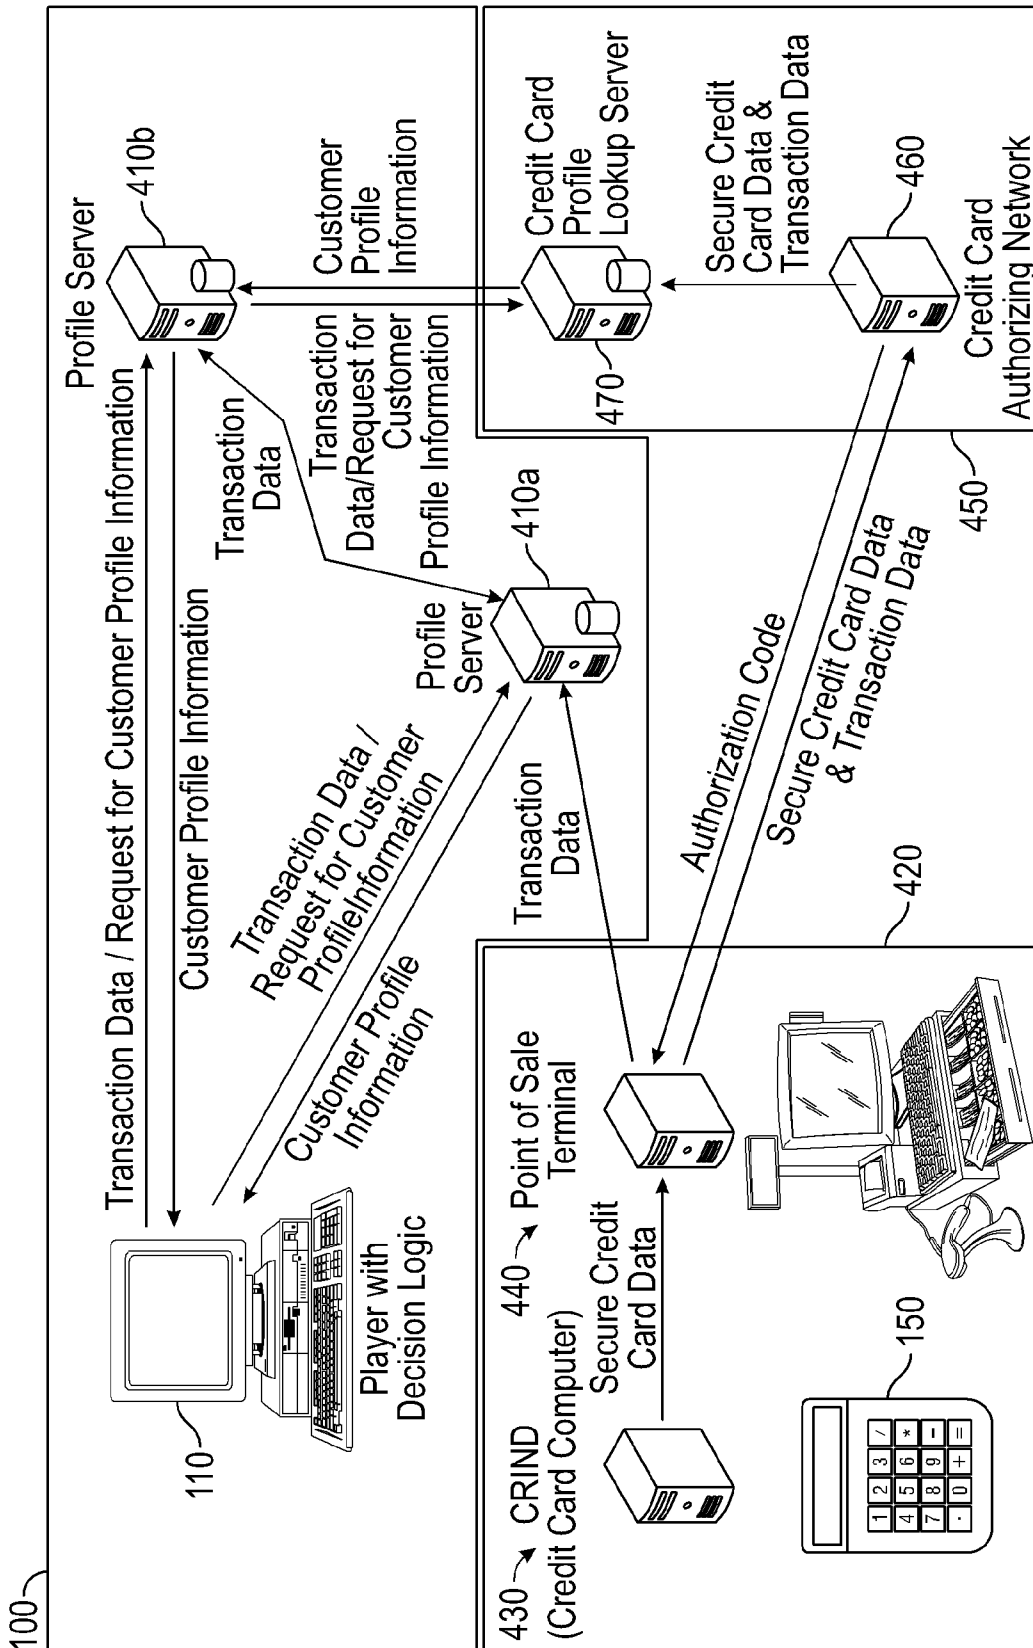 100
Transaction Data / Request for Customer Profile Information
Profile Server
410b
Customer Profile Information
110
Player with
Decision Logic
Transaction
Data
Transaction Data /
Request for Customer
ProfileInformation
Customer Profile
Information
Profile
Server
410a
Transaction
Data/Request for
Customer
Profile Information
Customer
Profile
Information
Transaction
Data
430
CRIND
(Credit Card Computer)
440
Point of Sale
Terminal
Secure Credit
Card Data
150
1 2 3 /
4 5 6 *
7 8 9 -
. 0 + =
420
Authorization Code
Secure Credit Card Data
& Transaction Data
450
470
Credit Card
Profile
Lookup Server
Secure Credit
Card Data &
Transaction Data
460
Credit Card
Authorizing Network